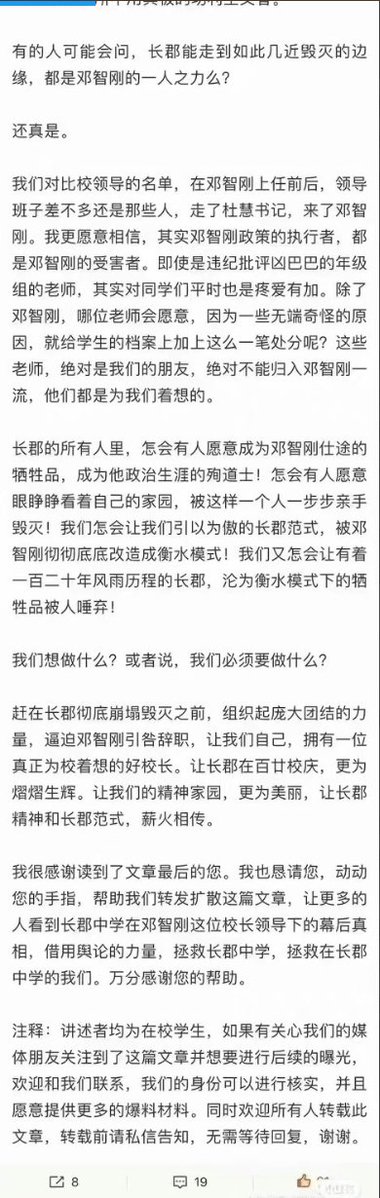 有的人可能会问，长郡能走到如此几近毁灭的边
缘，都是邓智刚的一人之力么？
还真是。
我们对比校领导的名单，在邓智刚上任前后，领导
班子差不多还是那些人，走了杜慧书记，来了邓智
刚。我更愿意相信，其实邓智刚政策的执行者，都
是邓智刚的受害者。即使是违纪批评凶巴巴的年级
组的老师，其实对同学们平时也是疼爱有加。除了
邓智刚，哪位老师会愿意，因为一些无端奇怪的原
因，就给学生的档案上加上这么一笔处分呢？这些
老师，绝对是我们的朋友，绝对不能归入邓智刚一
流，他们都是为我们着想的。
长郡的所有人里，怎会有人愿意成为邓智刚仕途的
牺牲品，成为他政治生涯的殉道士！怎会有人愿意
眼睁睁看着自己的家园，被这样一个人一步步亲手
毁灭！我们怎会让我们引以为傲的长郡范式，被邓
智刚彻彻底底改造成衡水模式！我们又怎会让有着
一百二十年风雨历程的长郡，沦为衡水模式下的牺
牲品被人唾弃！
我们想做什么？或者说，我们必须要做什么？
赶在长郡彻底崩塌毁灭之前，组织起庞大团结的力
量，逼迫邓智刚引咎辞职，让我们自己，拥有一位
真正为校着想的好校长。让长郡在百廿校庆，更为
熠熠生辉。让我们的精神家园，更为美丽，让长郡
精神和长郡范式，薪火相传。
我很感谢读到了文章最后的您。我也恳请您，动动
您的手指，帮助我们转发扩散这篇文章，让更多的
人看到长郡中学在邓智刚这位校长领导下的幕后真
相，借用舆论的力量，拯救长郡中学，拯救在长郡
中学的我们。万分感谢您的帮助。
注释：讲述者均为在校学生，如果有关心我们的媒
体朋友关注到了这篇文章并想要进行后续的曝光，
欢迎和我们联系，我们的身份可以进行核实，并且
愿意提供更多的爆料材料。同时欢迎所有人转载此
文章，转载前请私信告知，无需等待回复，谢谢。
8 19